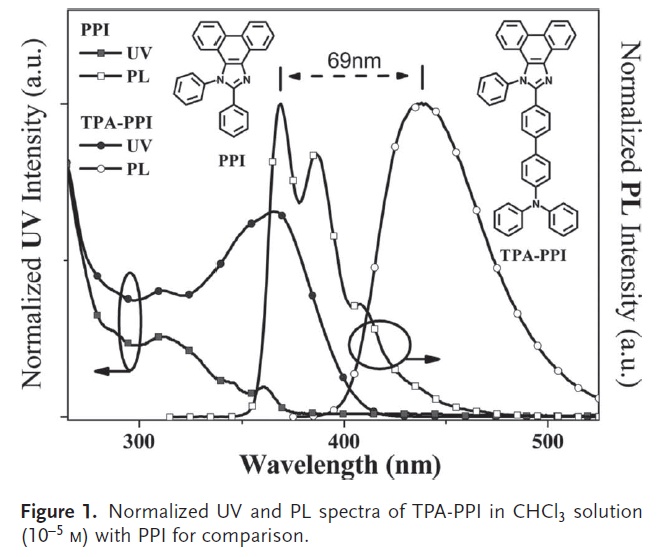 PPI
UV
PL
TPA-PPI
UV
PL
N
N
PPI
69nm
N
N
N
TPA-PPI
Normalized UV Intensity (a.u.)
Normalized PL Intensity (a.u.)
300
400
500
Wavelength (nm)
Figure 1. Normalized UV and PL spectra of TPA-PPI in CHCl₃ solution
(10⁻⁵ M) with PPI for comparison.